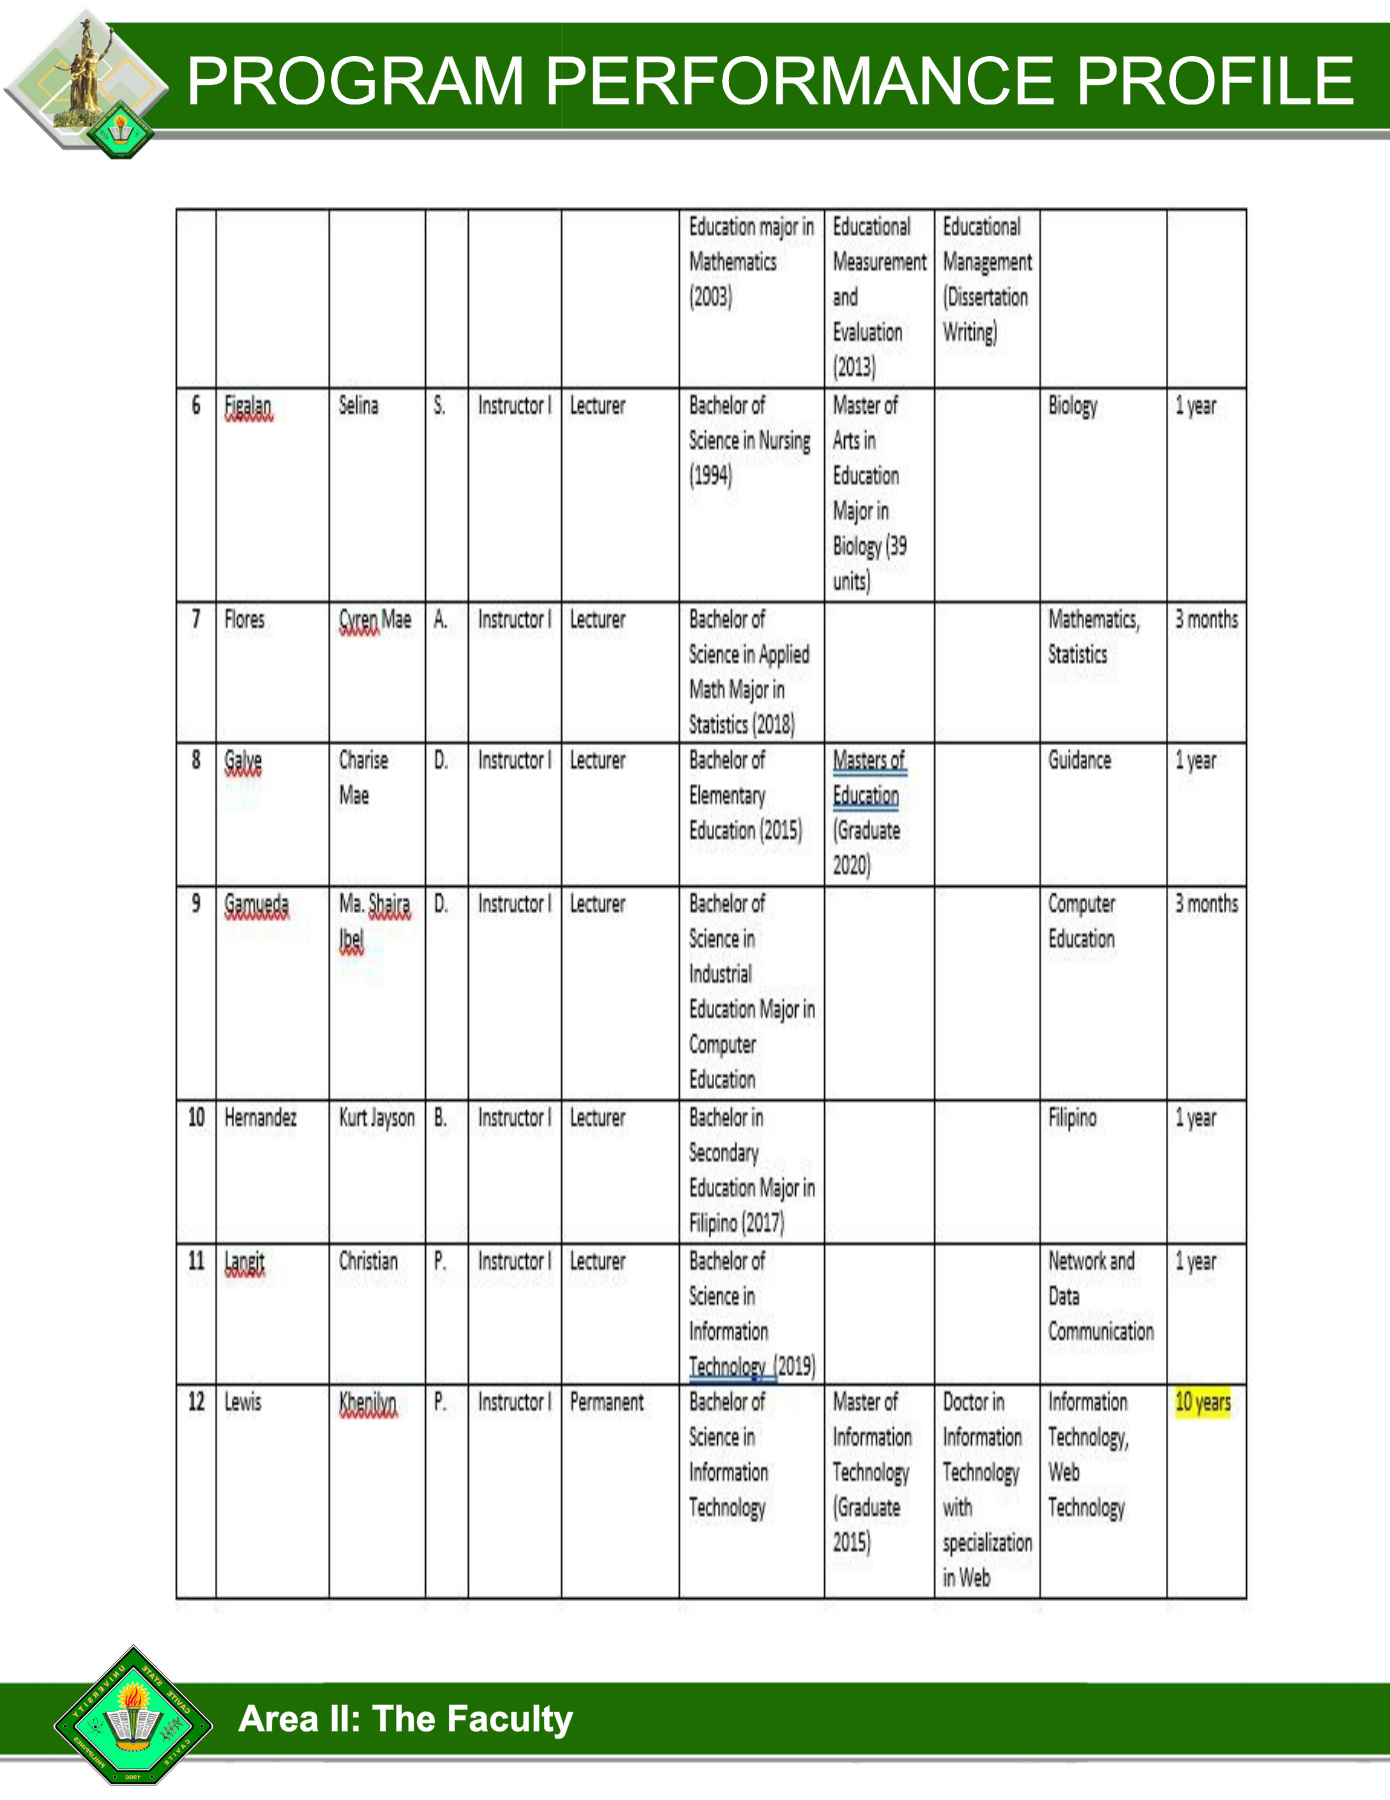 PROGRAM PERFORMANCE PROFILE
Education major in
Mathematics
(2003)
Educational
Measurement
and
Evaluation
(2013)
Educational
Management
(Dissertation
Writing)
6
Figalan
Selina
S.
Instructor I
Lecturer
Bachelor of
Science in Nursing
(1994)
Master of
Arts in
Education
Major in
Biology (39
units)
Biology
1 year
7
Flores
Cyren Mae
A.
Instructor I
Lecturer
Bachelor of
Science in Applied
Math Major in
Statistics (2018)
Mathematics,
Statistics
3 months
8
Galve
Charise
Mae
D.
Instructor I
Lecturer
Bachelor of
Elementary
Education (2015)
Masters of
Education
(Graduate
2020)
Guidance
1 year
9
Gamueda
Ma. Shaira
Jbel
D.
Instructor I
Lecturer
Bachelor of
Science in
Industrial
Education Major in
Computer
Education
Computer
Education
3 months
10
Hernandez
Kurt Jayson
B.
Instructor I
Lecturer
Bachelor in
Secondary
Education Major in
Filipino (2017)
Filipino
1 year
11
Langit
Christian
P.
Instructor I
Lecturer
Bachelor of
Science in
Information
Technology (2019)
Network and
Data
Communication
1 year
12
Lewis
Khenilyn
P.
Instructor I
Permanent
Bachelor of
Science in
Information
Technology
Master of
Information
Technology
(Graduate
2015)
Doctor in
Information
Technology
with
specialization
in Web
Information
Technology,
Web
Technology
10 years
CAVITE STATE UNIVERSITY
CAVITE
PHILIPPINES
1906
Area II: The Faculty